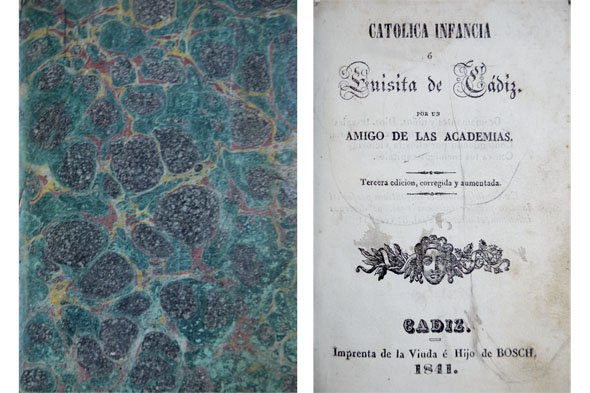 CATOLICA INFANCIA
ó
Luisita de Cádiz,
POR UN
AMIGO DE LAS ACADEMIAS.
Tercera edicion, corregida y aumentada.
CADIZ.
Imprenta de la Viuda é Hijo de BOSCH,
1841.